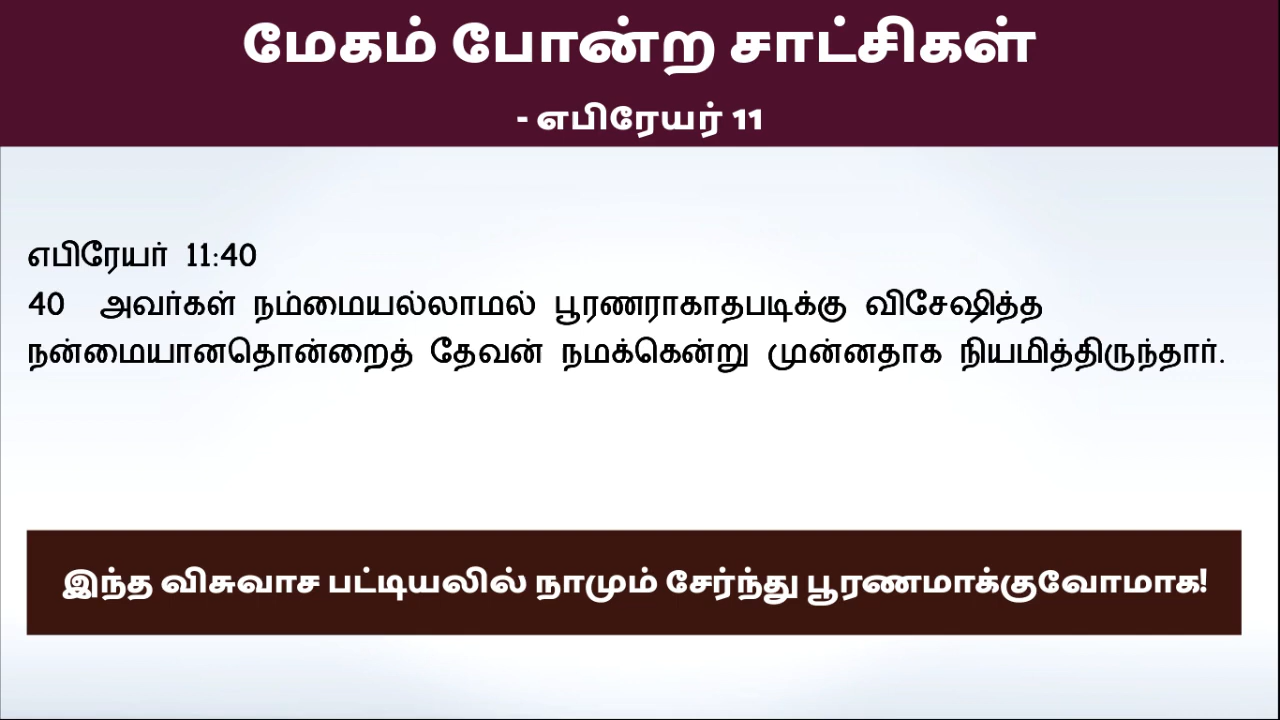 மேகம் போன்ற சாட்சிகள்
- எபிரேயர் 11
எபிரேயர் 11:40
40 அவர்கள் நம்மையல்லாமல் பூரணராகாதபடிக்கு விசேஷித்த
நன்மையானதொன்றைத் தேவன் நமக்கென்று முன்னதாக நியமித்திருந்தார்.
இந்த விசுவாச பட்டியலில் நாமும் சேர்ந்து பூரணமாக்குவோமாக!